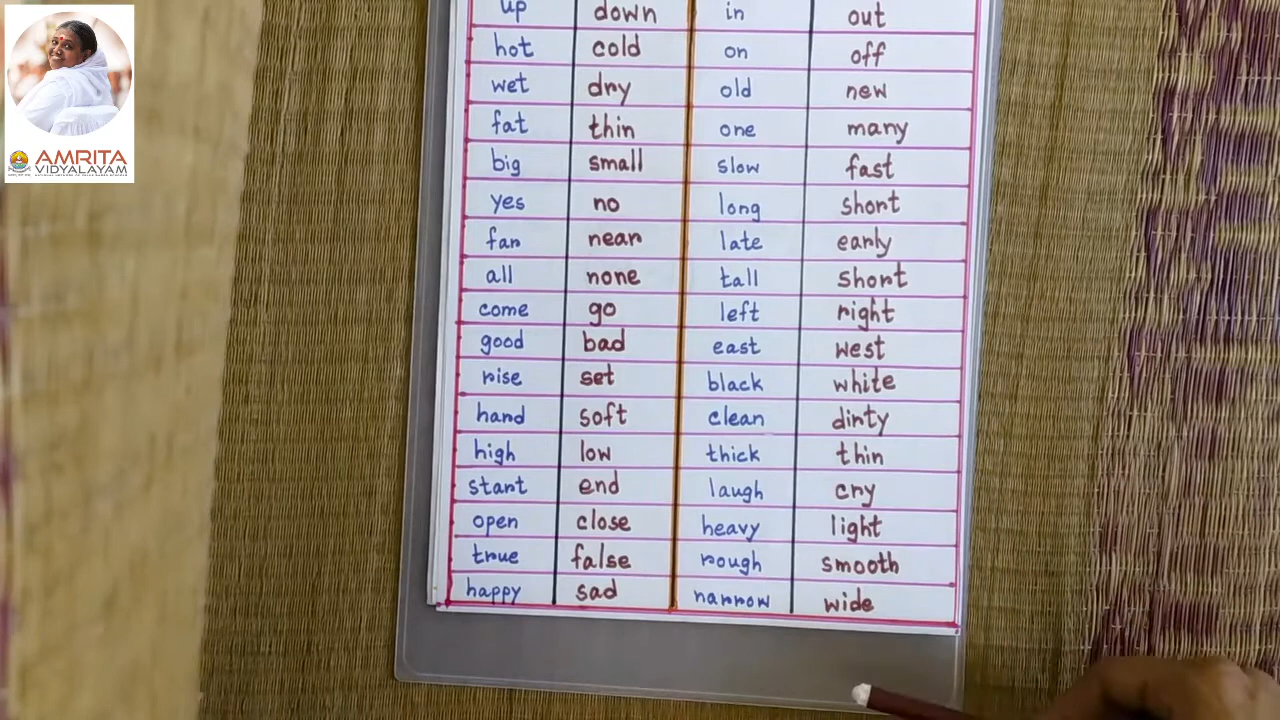 up down in out
hot cold on off
wet dry old new
fat thin one many
big small slow fast
yes no long short
far near late early
all none tall short
come go left right
good bad east west
rise set black white
hard soft clean dirty
high low thick thin
start end laugh cry
open close heavy light
true false rough smooth
happy sad narrow wide
AMRITA
VIDYALAYAM